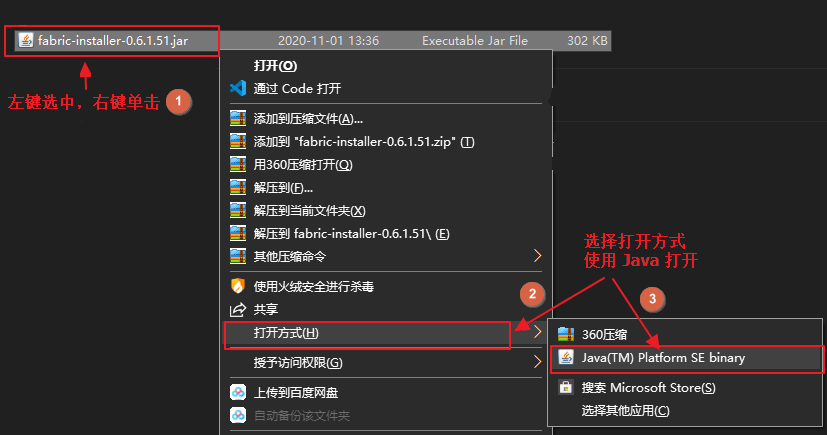 fabric-installer-0.6.1.51.jar 2020-11-01 13:36 Executable Jar File 302 KB
左键选中，右键单击 1
打开(O)
通过 Code 打开
添加到压缩文件(A)...
添加到 "fabric-installer-0.6.1.51.zip" (T)
用360压缩打开(Q)
解压到(F)...
解压到当前文件夹(X)
解压到 fabric-installer-0.6.1.51\ (E)
其他压缩命令
使用火绒安全进行杀毒
共享
打开方式(H)
授予访问权限(G)
上传到百度网盘
自动备份该文件夹
选择打开方式
使用 Java 打开
2
3
360压缩
Java(TM) Platform SE binary
搜索 Microsoft Store(S)
选择其他应用(C)